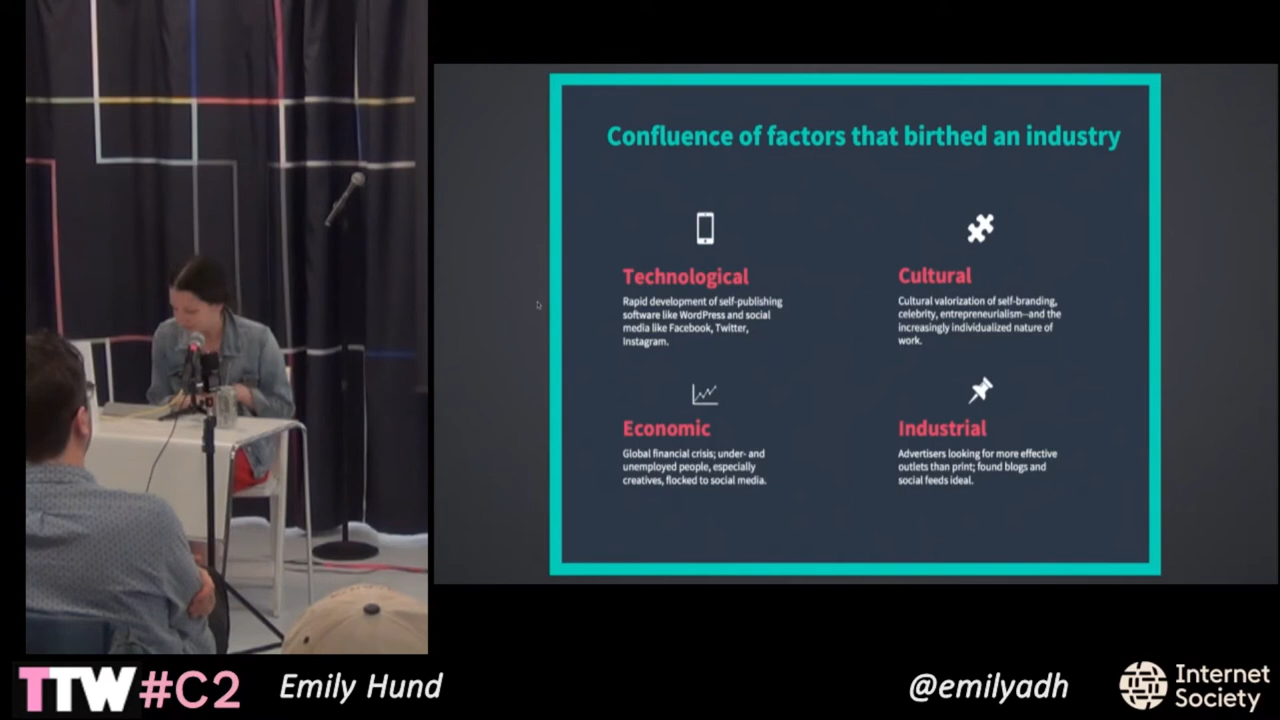 Confluence of factors that birthed an industry
Technological
Rapid development of self-publishing
software like WordPress and social
media like Facebook, Twitter,
Instagram.
Cultural
Cultural valorization of self-branding,
celebrity, entrepreneurialism--and the
increasingly individualized nature of
work.
Economic
Global financial crisis; under- and
unemployed people, especially
creatives, flocked to social media.
Industrial
Advertisers looking for more effective
outlets than print; found blogs and
social feeds ideal.
TTW#C2
Emily Hund
@emilyadh
Internet
Society